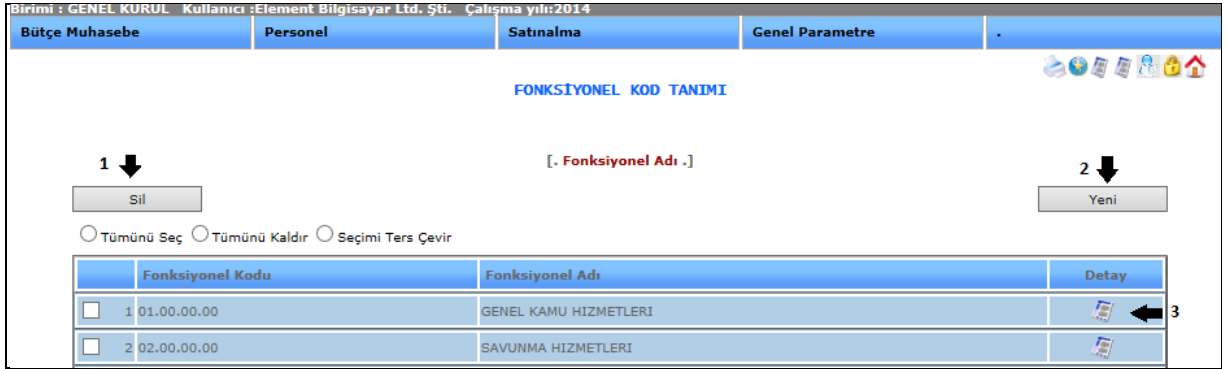 Birimi : GENEL KURUL Kullanıcı :Element Bilgisayar Ltd. Şti. Çalışma yılı:2014
Bütçe Muhasebe Personel Satınalma Genel Parametre .
FONKSİYONEL KOD TANIMI
1 [. Fonksiyonel Adı .] 2
Sil Yeni
Tümünü Seç Tümünü Kaldır Seçimi Ters Çevir
Fonksiyonel Kodu Fonksiyonel Adı Detay
1 01.00.00.00 GENEL KAMU HIZMETLERI 3
2 02.00.00.00 SAVUNMA HIZMETLERI